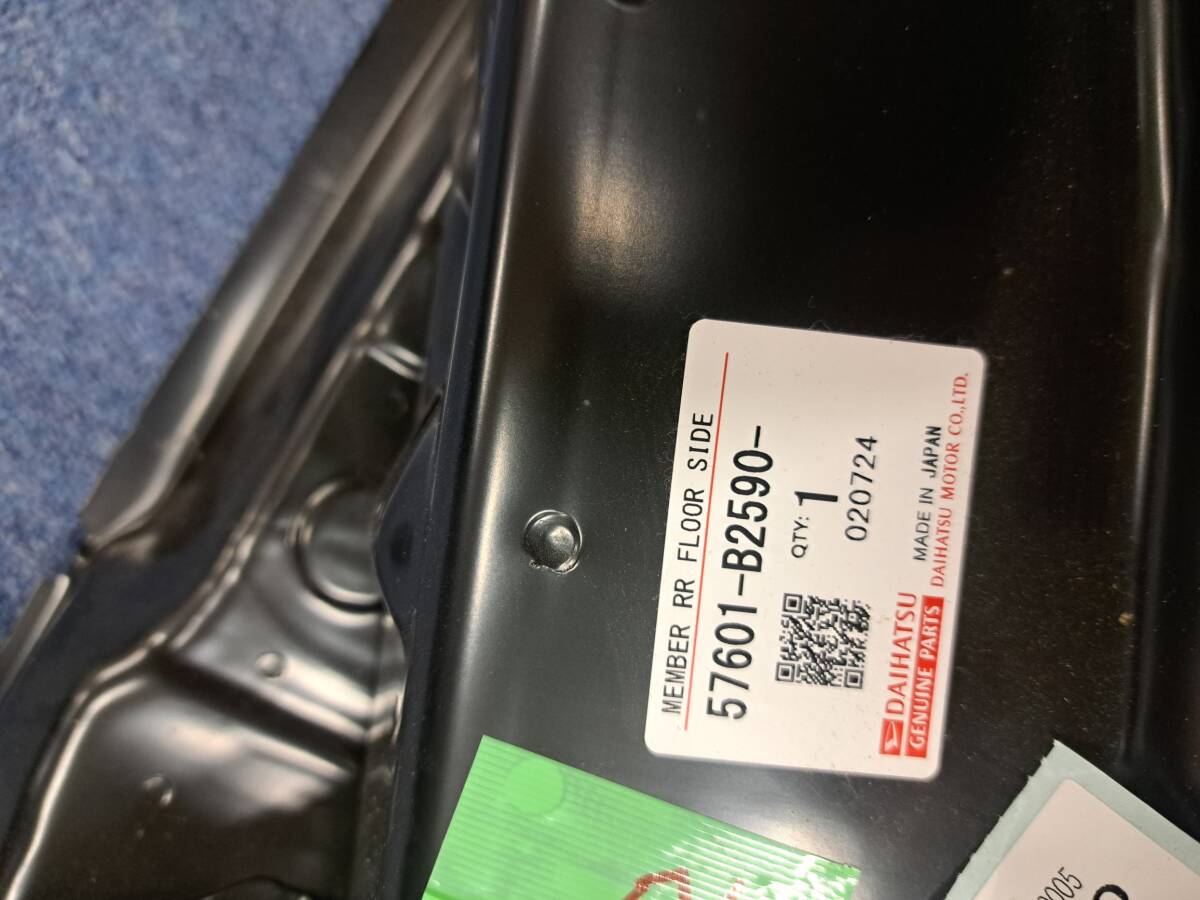 MEMBER RR FLOOR SIDE
57601-B2590-
QTY:
1
020724
MADE IN JAPAN
DAIHATSU
GENUINE PARTS
DAIHATSU MOTOR CO.,LTD.